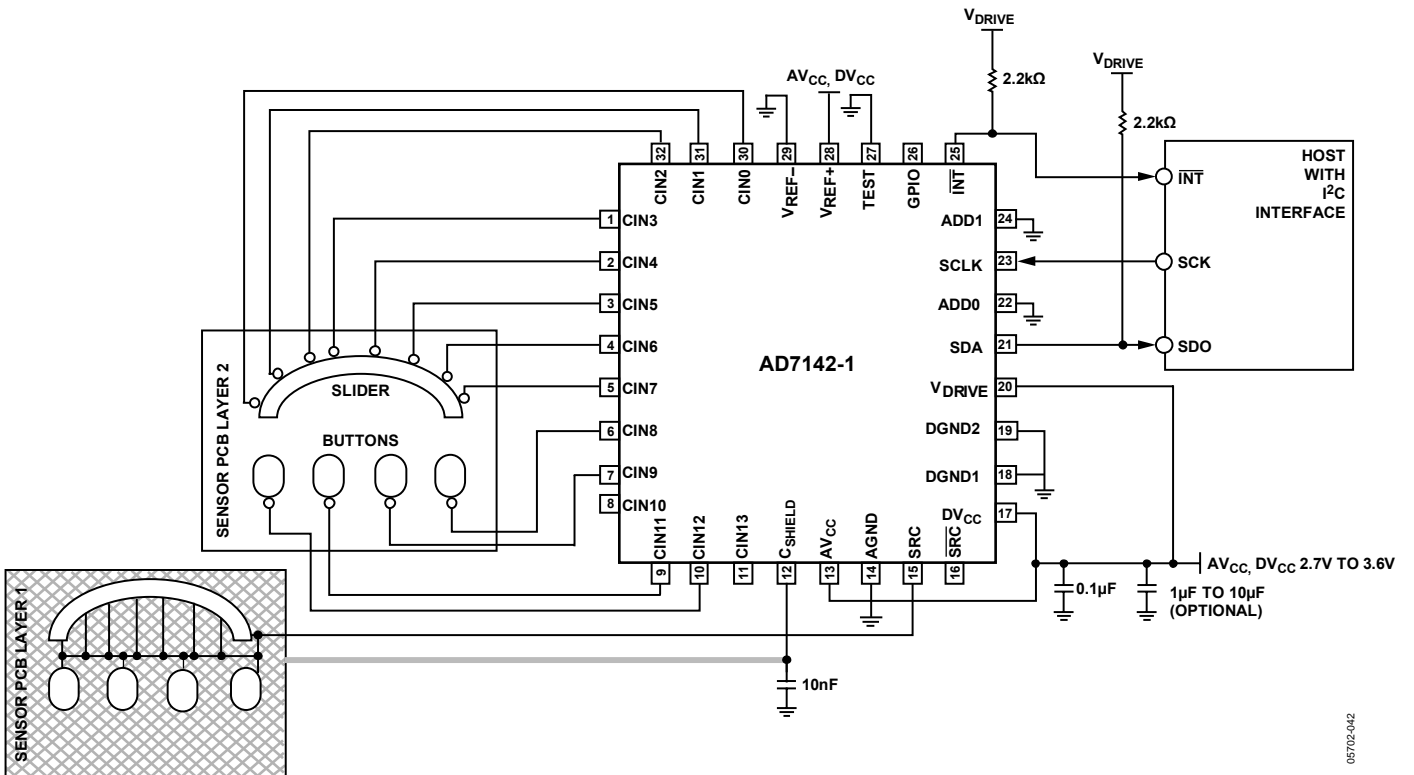 V_DRIVE
2.2kΩ
V_DRIVE
2.2kΩ
AV_CC, DV_CC
32
31
30
29
28
27
26
25
CIN2
CIN1
CIN0
V_REF–
V_REF+
TEST
GPIO
INT
HOST
WITH
I²C
INTERFACE
INT
SCK
SDO
1 CIN3
2 CIN4
3 CIN5
4 CIN6
5 CIN7
6 CIN8
7 CIN9
8 CIN10
AD7142-1
ADD1 24
SCLK 23
ADD0 22
SDA 21
V_DRIVE 20
DGND2 19
DGND1 18
DV_CC 17
CIN11
CIN12
CIN13
C_SHIELD
AV_CC
AGND
SRC
SRC
9
10
11
12
13
14
15
16
SENSOR PCB LAYER 2
SLIDER
BUTTONS
SENSOR PCB LAYER 1
10nF
0.1µF
1µF TO 10µF
(OPTIONAL)
AV_CC, DV_CC 2.7V TO 3.6V
05702-042